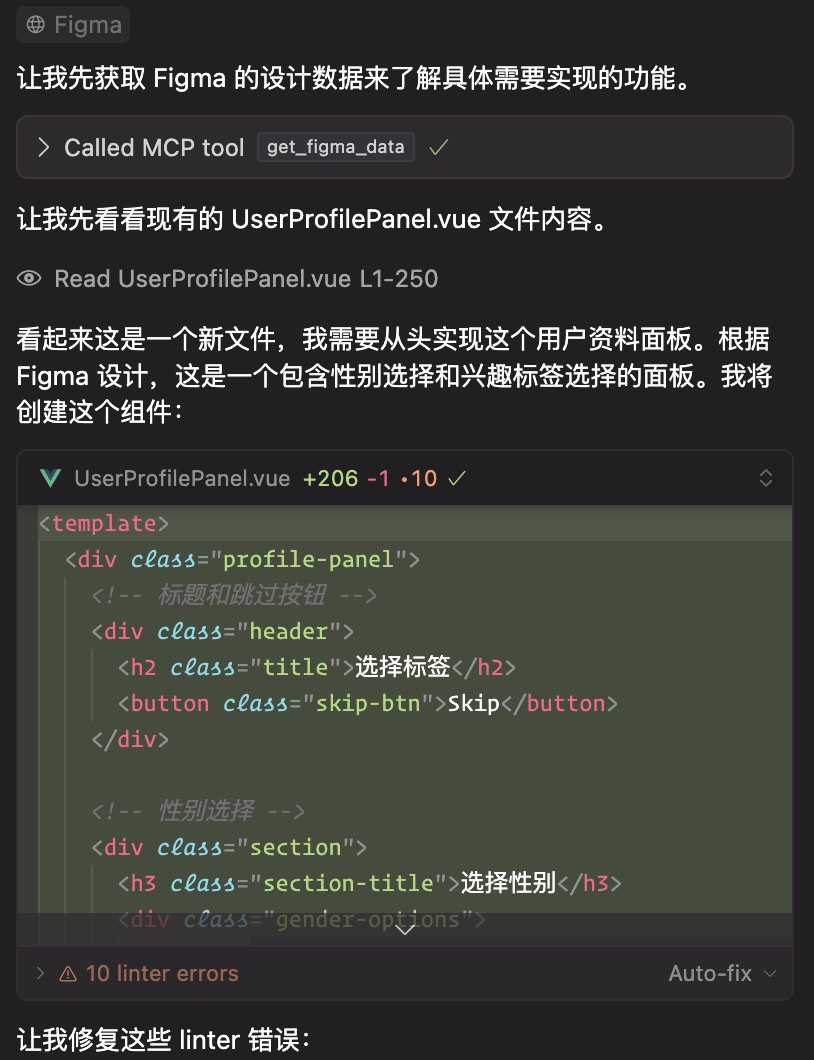 Figma
让我先获取 Figma 的设计数据来了解具体需要实现的功能。
Called MCP tool get_figma_data
让我先看看现有的 UserProfilePanel.vue 文件内容。
Read UserProfilePanel.vue L1-250
看起来这是一个新文件，我需要从头实现这个用户资料面板。根据
Figma 设计，这是一个包含性别选择和兴趣标签选择的面板。我将
创建这个组件：
UserProfilePanel.vue +206 -1 •10
<template>
<div class="profile-panel">
<!-- 标题和跳过按钮 -->
<div class="header">
<h2 class="title">选择标签</h2>
<button class="skip-btn">Skip</button>
</div>
<!-- 性别选择 -->
<div class="section">
<h3 class="section-title">选择性别</h3>
<div class="gender-options">
10 linter errors Auto-fix
让我修复这些 linter 错误：